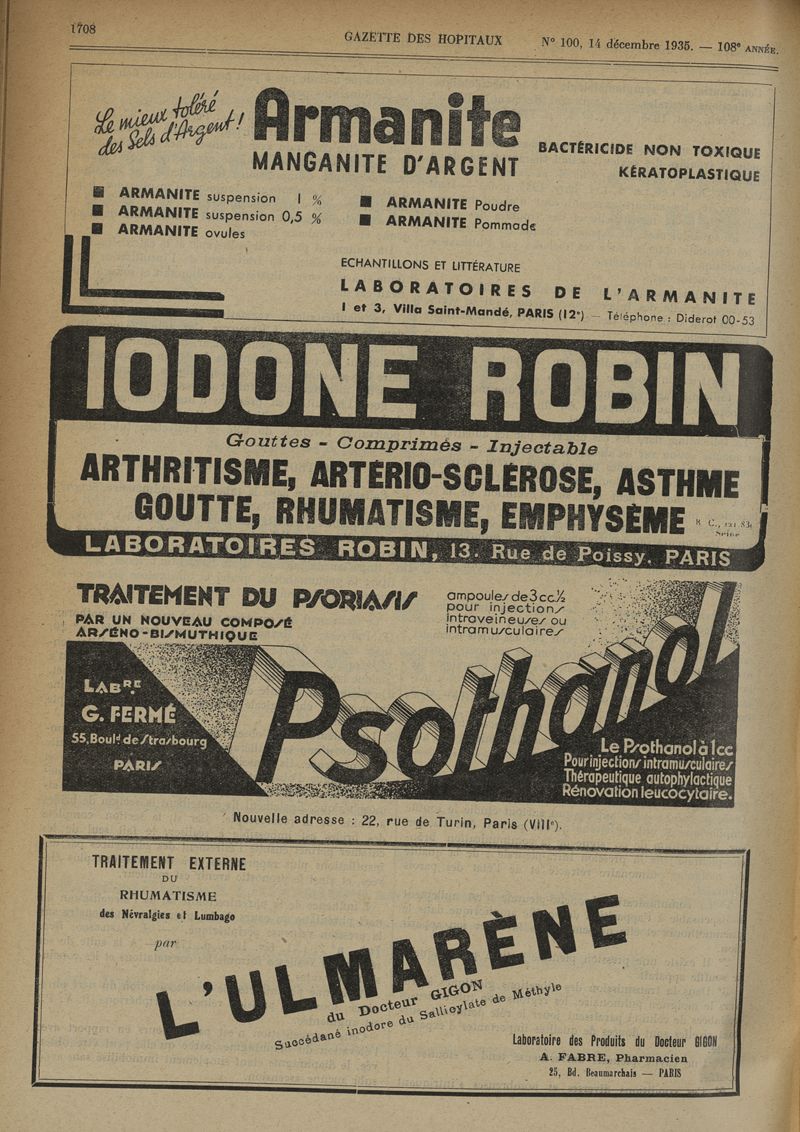 1708
GAZETTE DES HOPITAUX
N° 100, 14 décembre 1935. — 108e ANNÉE.
Le mieux toléré
des Sels d'Argent!
Armanite
MANGANITE D'ARGENT
BACTÉRICIDE NON TOXIQUE
KÉRATOPLASTIQUE
■ ARMANITE suspension 1 %
■ ARMANITE suspension 0,5 %
■ ARMANITE ovules
■ ARMANITE Poudre
■ ARMANITE Pommade
ECHANTILLONS ET LITTÉRATURE
LABORATOIRES DE L'ARMANITE
1 et 3, Villa Saint-Mandé, PARIS (12e) — Téléphone : Diderot 00-53
IODONE ROBIN
Gouttes - Comprimés - Injectable
ARTHRITISME, ARTÉRIO-SCLÉROSE, ASTHME
GOUTTE, RHUMATISME, EMPHYSÈME
Seine
LABORATOIRES ROBIN, 13. Rue de Poissy. PARIS
TRAITEMENT DU PSORIASIS
PAR UN NOUVEAU COMPOSÉ
ARSÉNO-BISMUTHIQUE
ampoules de 3cc½
pour injections
intraveineuses ou
intramusculaires
LABRE
G. FERMÉ
55, Bould de Strasbourg
PARIS
Psothanol
Le Psothanol à 1cc
Pour injections intramusculaires
Thérapeutique autophylactique
Rénovation leucocytaire.
Nouvelle adresse : 22, rue de Turin, Paris (VIIIe).
TRAITEMENT EXTERNE
DU
RHUMATISME
des Névralgies et Lumbago
par
L'ULMARÈNE
du Docteur GIGON
Succédané inodore du Sallicylate de Méthyle
Laboratoire des Produits du Docteur GIGON
A. FABRE, Pharmacien
25, Bd. Beaumarchais — PARIS